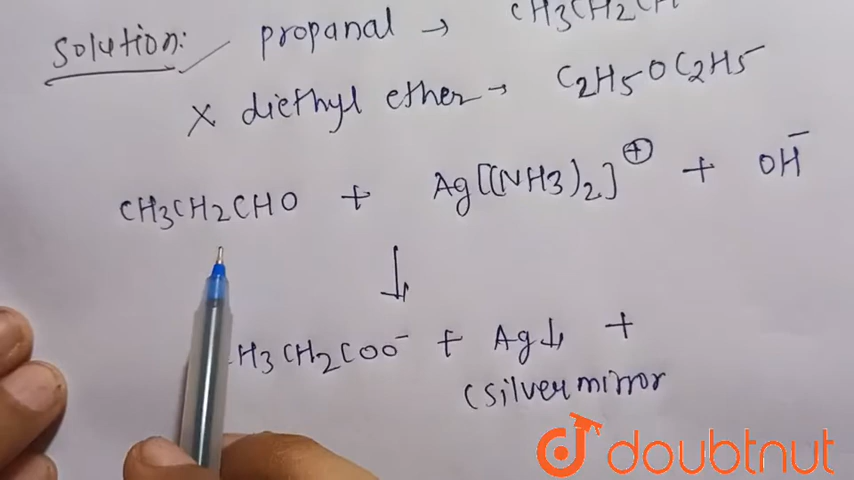 Solution: propanal → CH3CH2CH
X diethyl ether → C2H5OC2H5
CH3CH2CHO + Ag[(NH3)2]⊕ + OH⁻
↓
H3CH2COO⁻ + Ag↓ +
(Silver mirror
doubtnut